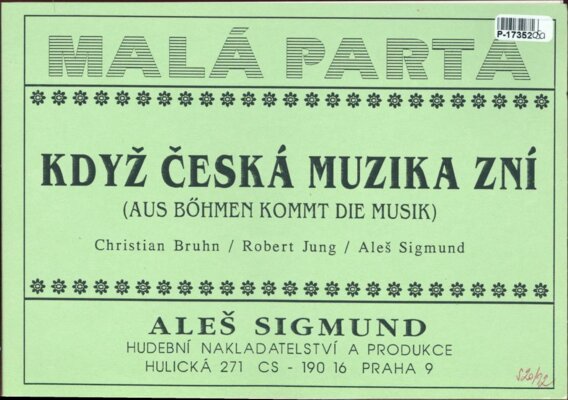 P-17352
MALÁ PARTA
KDYŽ ČESKÁ MUZIKA ZNÍ
(AUS BÖHMEN KOMMT DIE MUSIK)
Christian Bruhn / Robert Jung / Aleš Sigmund
ALEŠ SIGMUND
HUDEBNÍ NAKLADATELSTVÍ A PRODUKCE
HULICKÁ 271 CS - 190 16 PRAHA 9